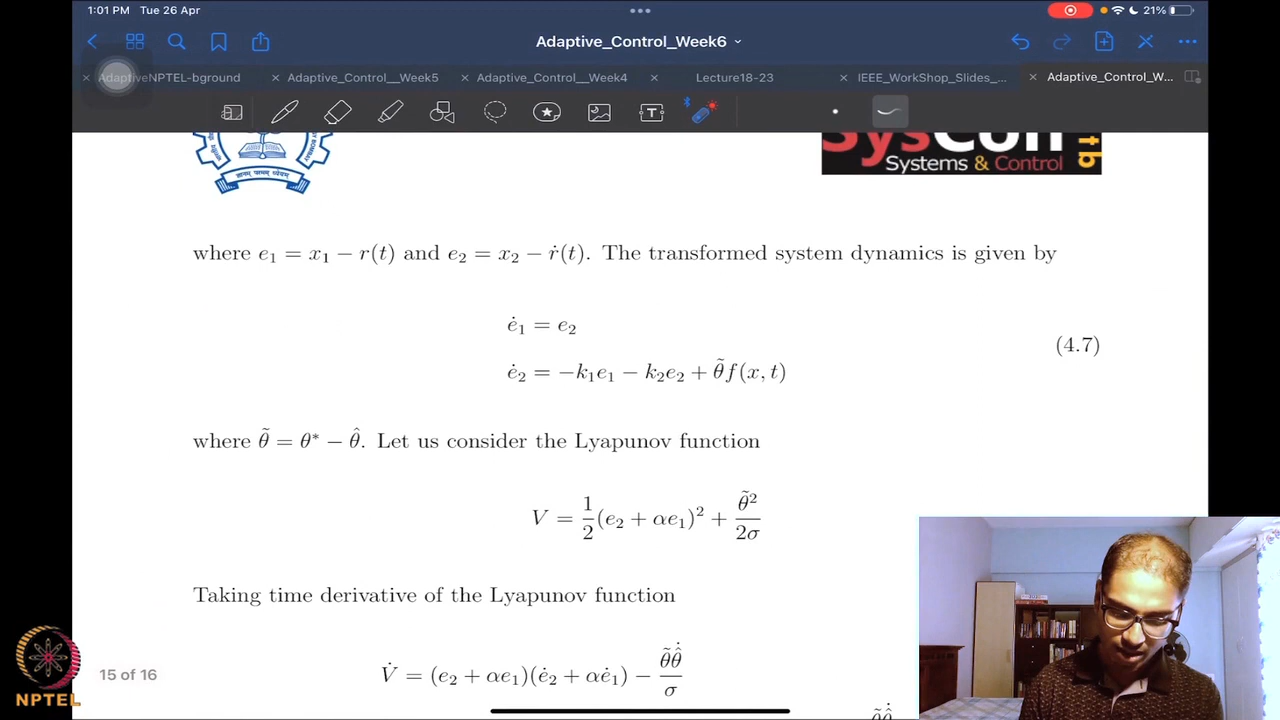 1:01 PM Tue 26 Apr
21%
Adaptive_Control_Week6
AdaptiveNPTEL-bground
Adaptive_Control__Week5
Adaptive_Control__Week4
Lecture18-23
IEEE_WorkShop_Slides_...
Adaptive_Control_W...
SysCon
Systems & Control
itb
where e₁ = x₁ − r(t) and e₂ = x₂ − ṙ(t). The transformed system dynamics is given by
ė₁ = e₂
ė₂ = −k₁e₁ − k₂e₂ + θ̃f(x, t)
(4.7)
where θ̃ = θ* − θ̂. Let us consider the Lyapunov function
V = 1/2 (e₂ + αe₁)² + θ̃²/2σ
Taking time derivative of the Lyapunov function
V̇ = (e₂ + αe₁)(ė₂ + αė₁) − θ̃θ̂̇/σ
15 of 16
NPTEL